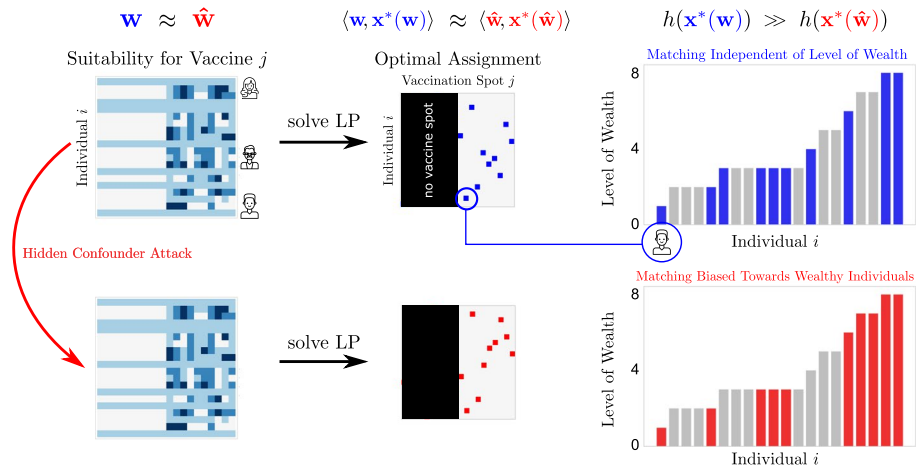 w ≈ ŵ
⟨w, x*(w)⟩ ≈ ⟨ŵ, x*(ŵ)⟩
h(x*(w)) ≫ h(x*(ŵ))
Suitability for Vaccine j
Individual i
solve LP
Optimal Assignment
Vaccination Spot j
Individual i
no vaccine spot
Matching Independent of Level of Wealth
Level of Wealth
8
4
0
Individual i
Hidden Confounder Attack
solve LP
Matching Biased Towards Wealthy Individuals
Level of Wealth
8
4
0
Individual i